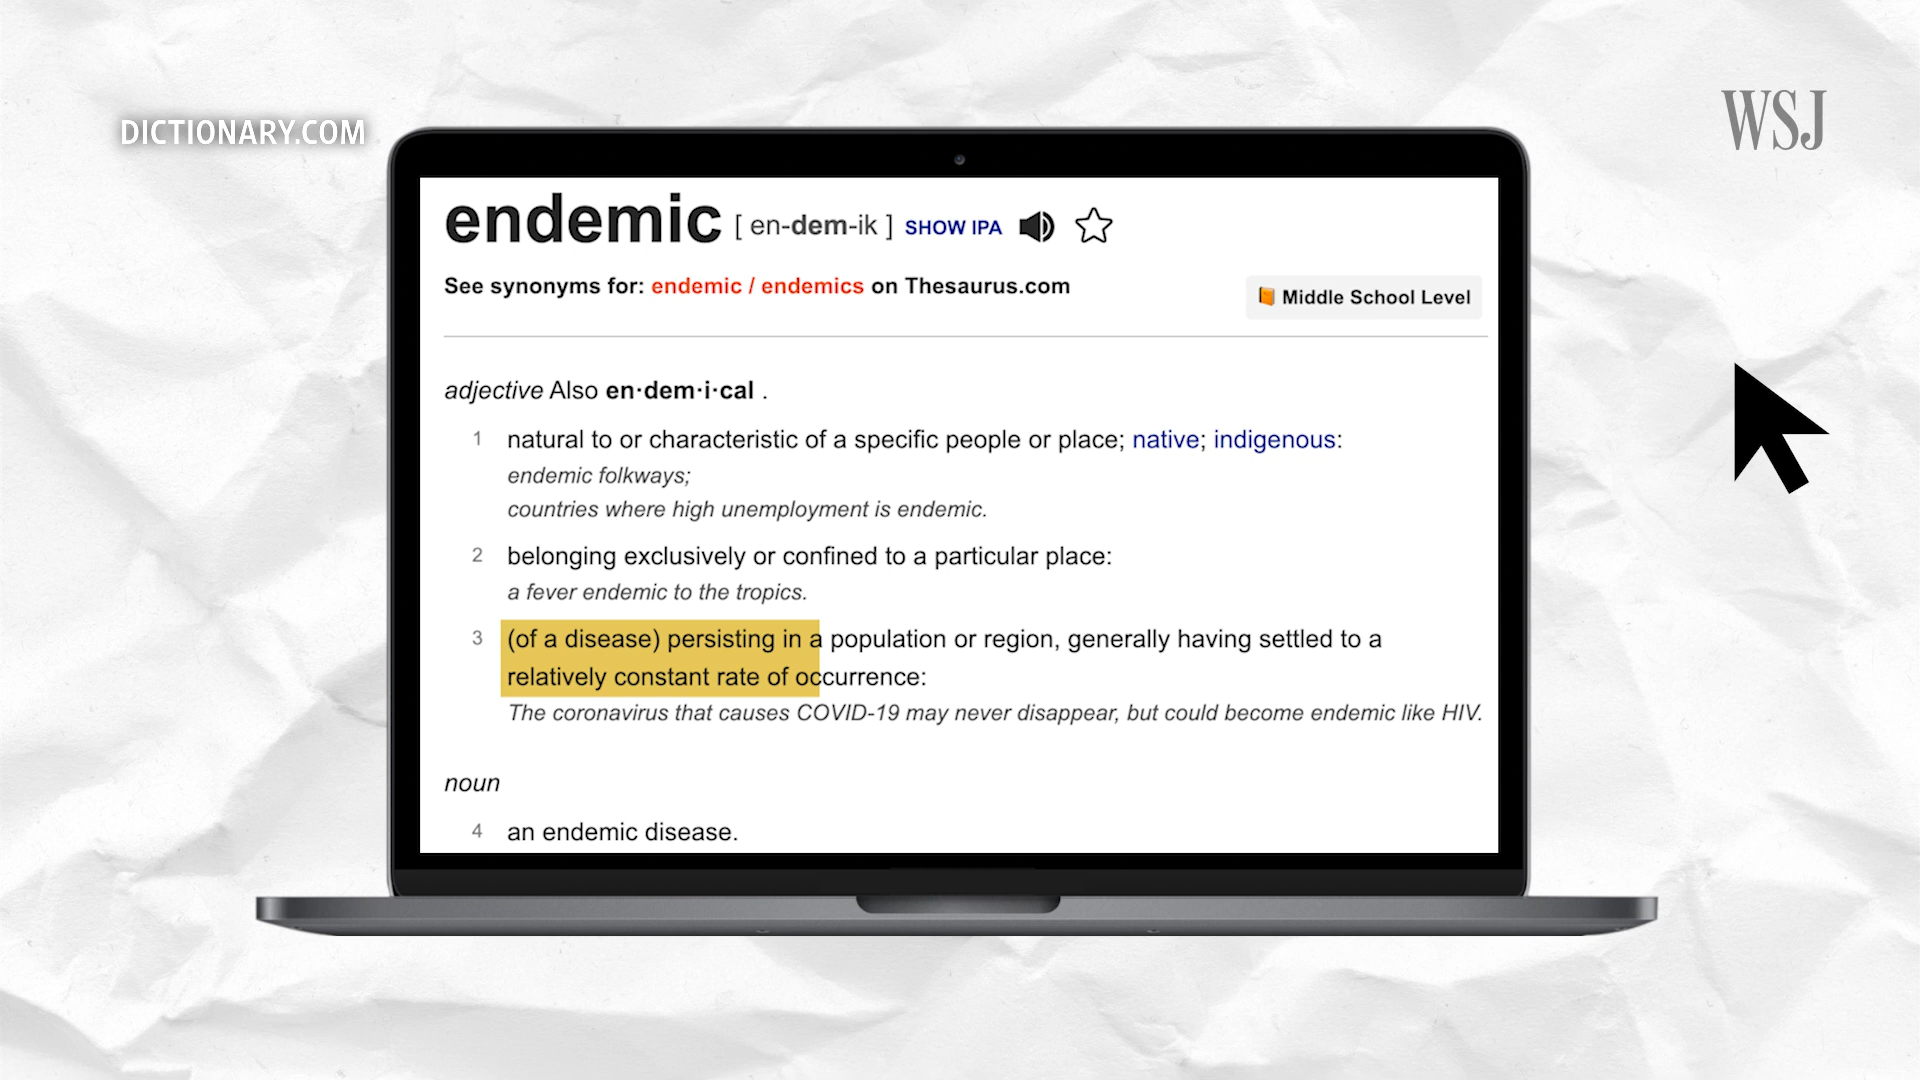 DICTIONARY.COM
WSJ
endemic [ en-dem-ik ] SHOW IPA
See synonyms for: endemic / endemics on Thesaurus.com
Middle School Level
adjective Also en·dem·i·cal .
1 natural to or characteristic of a specific people or place; native; indigenous:
endemic folkways;
countries where high unemployment is endemic.
2 belonging exclusively or confined to a particular place:
a fever endemic to the tropics.
3 (of a disease) persisting in a population or region, generally having settled to a
relatively constant rate of occurrence:
The coronavirus that causes COVID-19 may never disappear, but could become endemic like HIV.
noun
4 an endemic disease.